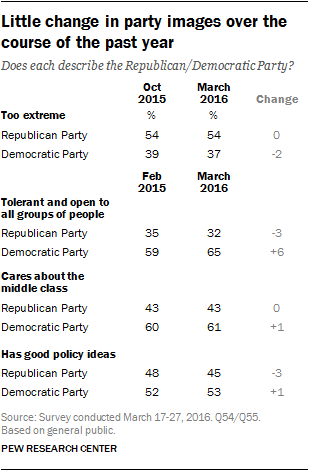 Little change in party images over the
course of the past year
Does each describe the Republican/Democratic Party?
Oct March
2015 2016 Change
Too extreme % %
Republican Party 54 54 0
Democratic Party 39 37 -2
Feb March
2015 2016
Tolerant and open to
all groups of people
Republican Party 35 32 -3
Democratic Party 59 65 +6
Cares about the
middle class
Republican Party 43 43 0
Democratic Party 60 61 +1
Has good policy ideas
Republican Party 48 45 -3
Democratic Party 52 53 +1
Source: Survey conducted March 17-27, 2016. Q54/Q55.
Based on general public.
PEW RESEARCH CENTER